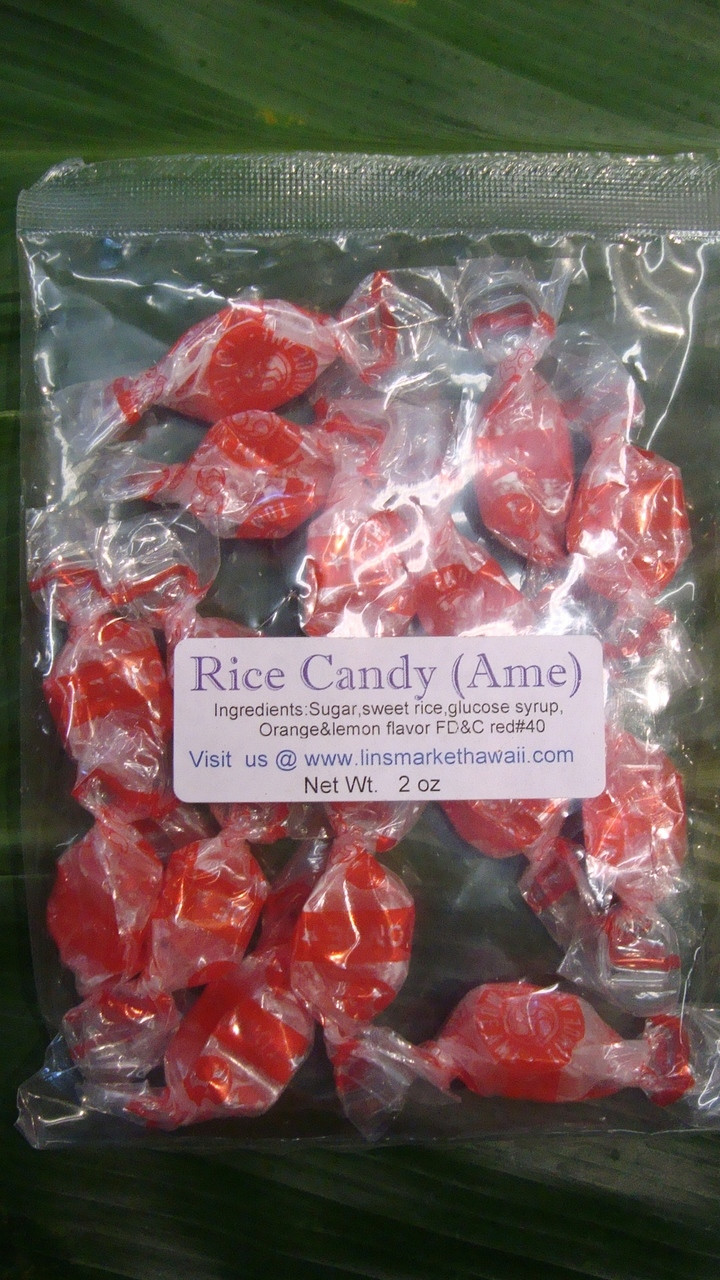 Rice Candy (Ame)
Ingredients:Sugar,sweet rice,glucose syrup,
Orange&lemon flavor FD&C red#40
Visit us @ www.linsmarkethawaii.com
Net Wt. 2 oz